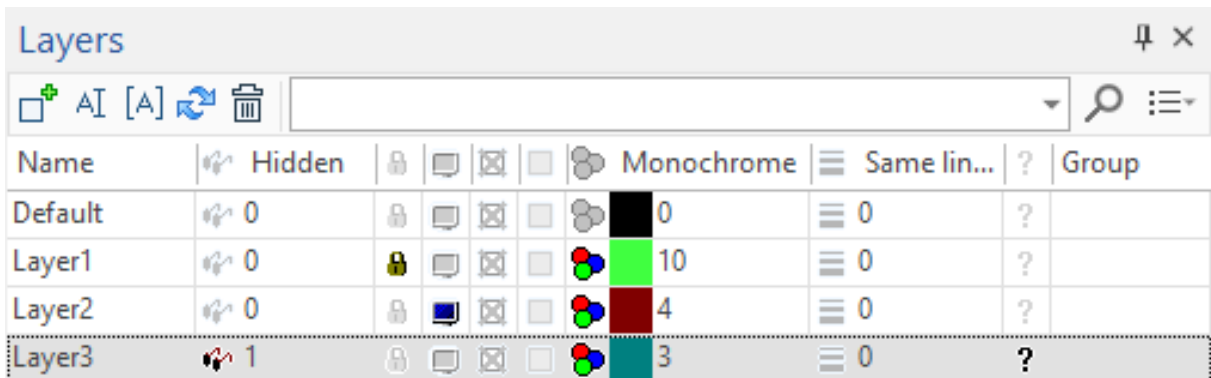 Layers
AI [A]
Name Hidden Monochrome Same lin... ? Group
Default 0 0 0 ?
Layer1 0 10 0 ?
Layer2 0 4 0 ?
Layer3 1 3 0 ?